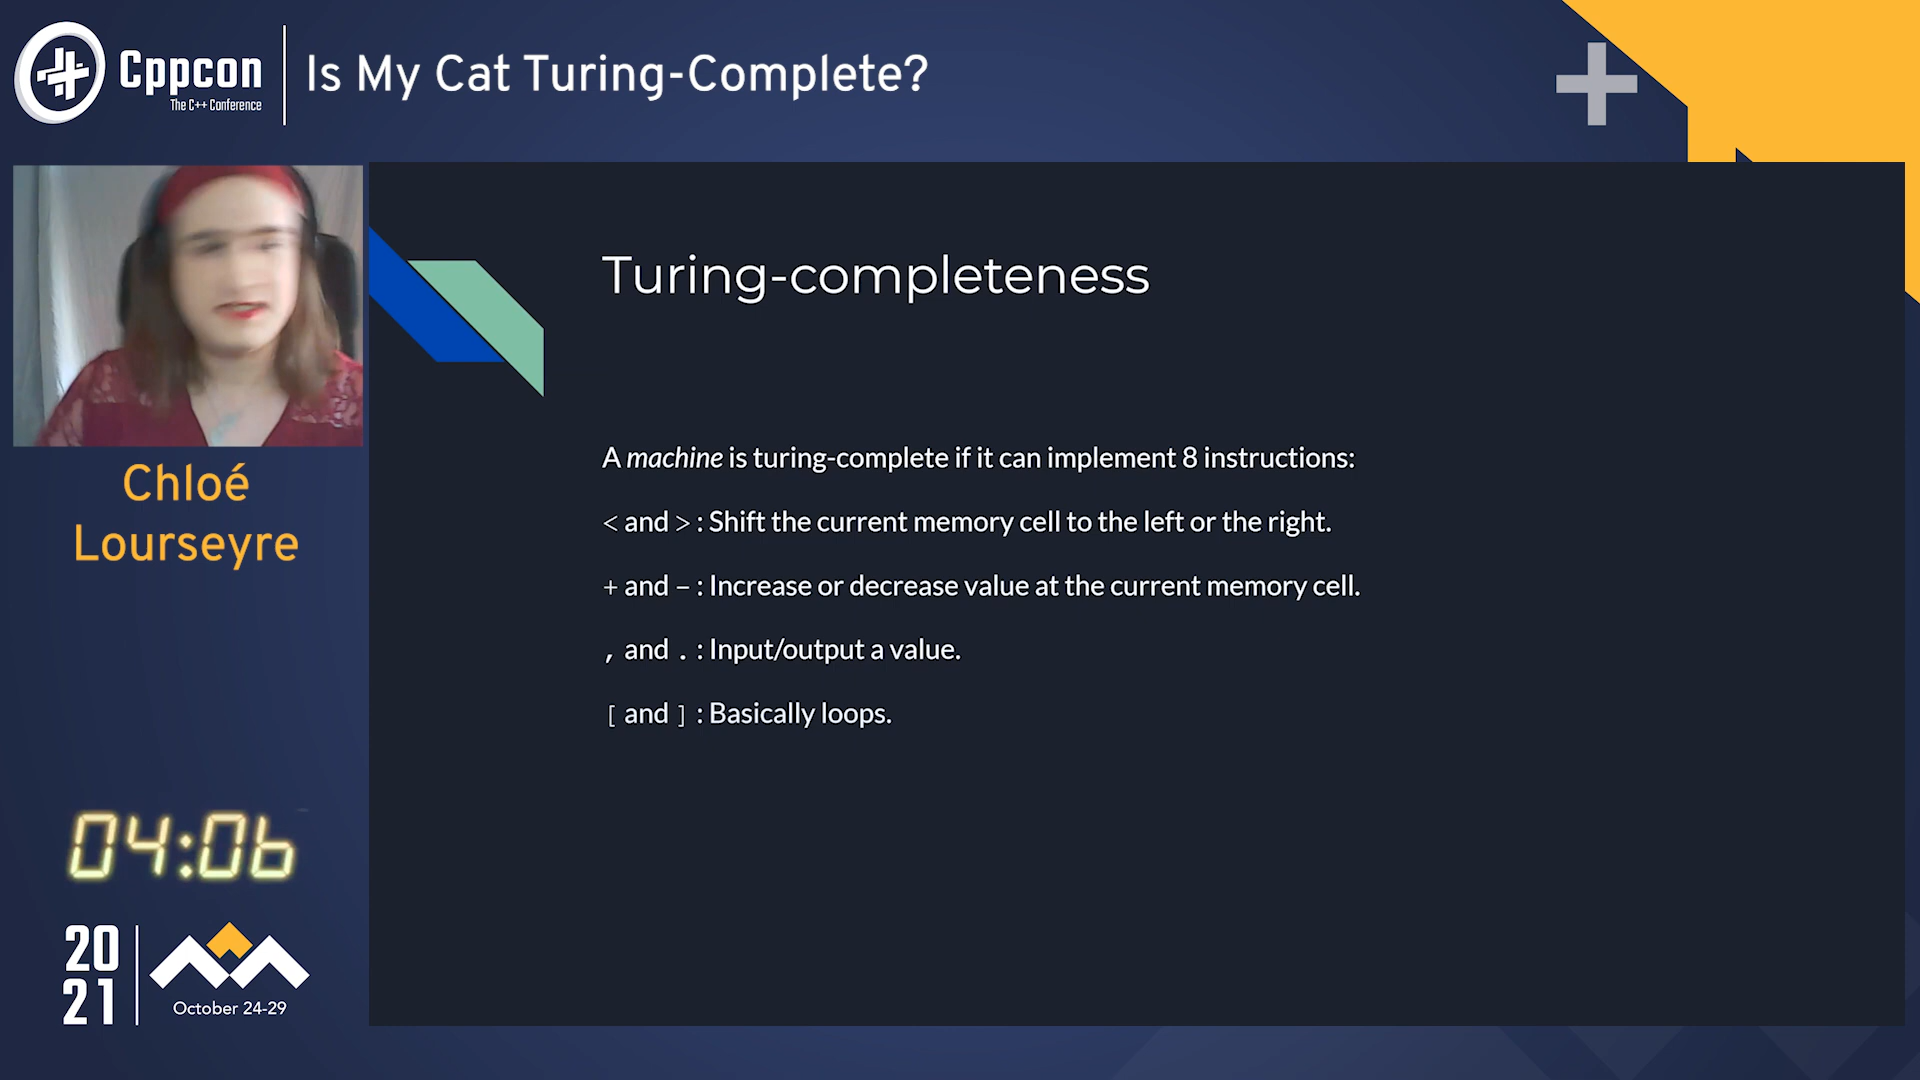 Cppcon
The C++ Conference
Is My Cat Turing-Complete?
Chloé
Lourseyre
04:06
20
21
October 24-29
Turing-completeness
A machine is turing-complete if it can implement 8 instructions:
< and > : Shift the current memory cell to the left or the right.
+ and – : Increase or decrease value at the current memory cell.
, and . : Input/output a value.
[ and ] : Basically loops.